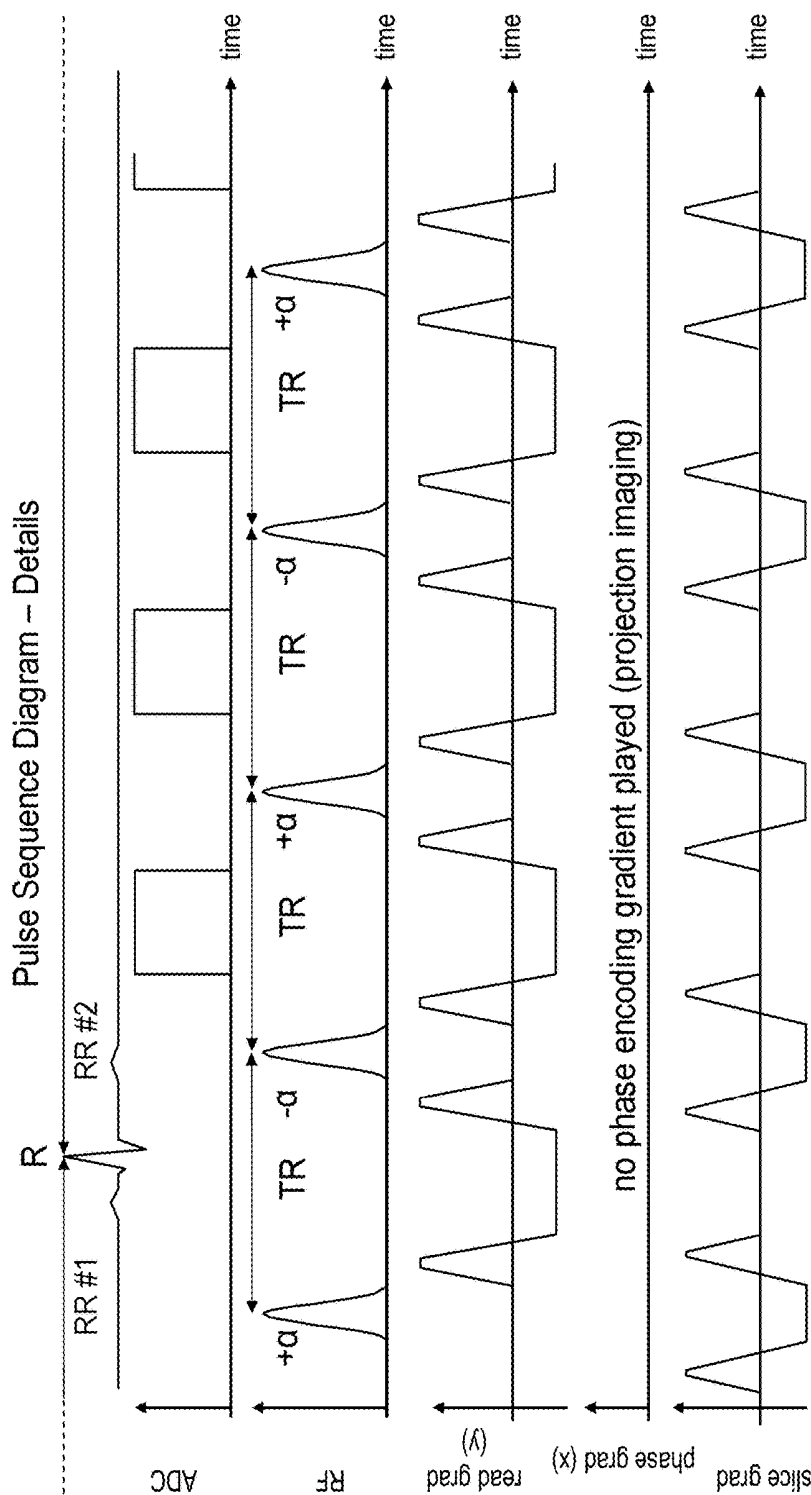 Pulse Sequence Diagram – Details
R
RR #1
RR #2
ADC
time
RF
+α
TR
-α
TR
+α
TR
-α
TR
+α
time
read grad
(y)
time
phase grad (x)
no phase encoding gradient played (projection imaging)
time
slice grad
time